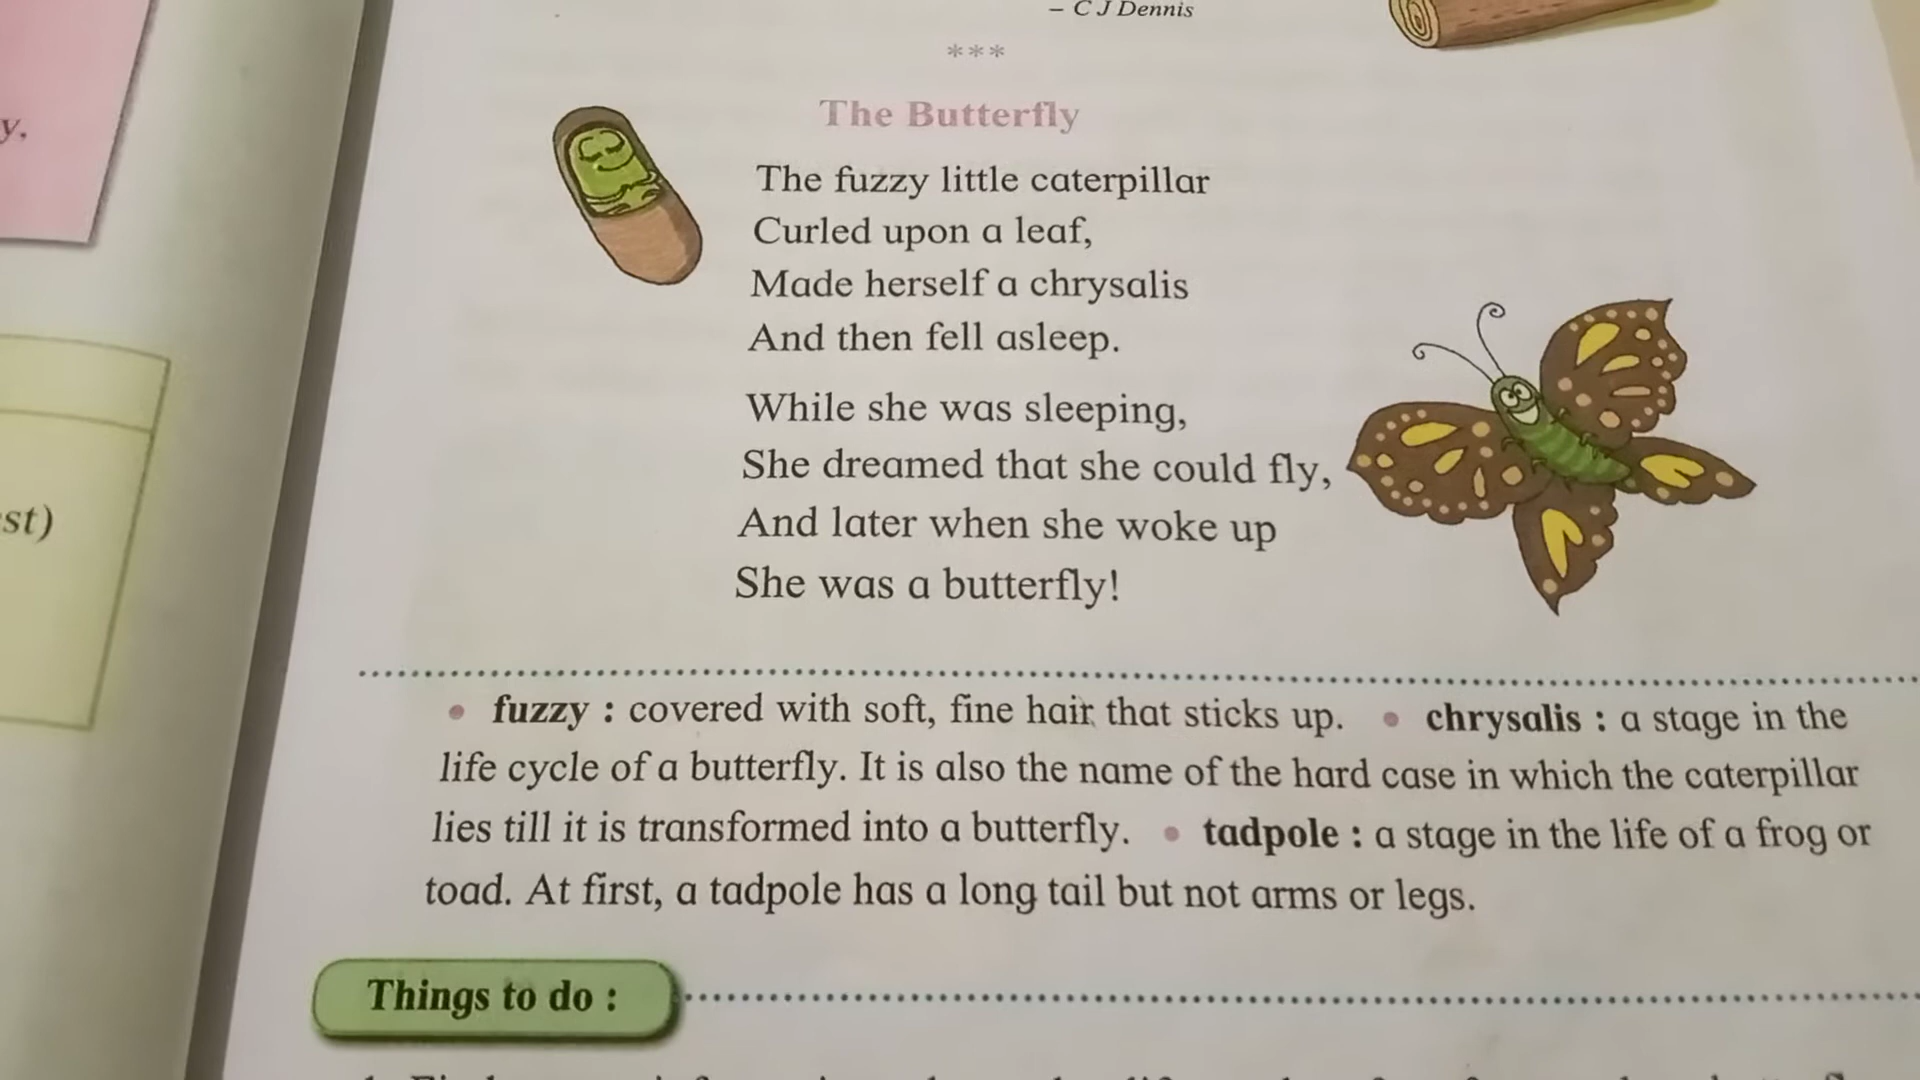 – C J Dennis
***
The Butterfly
The fuzzy little caterpillar
Curled upon a leaf,
Made herself a chrysalis
And then fell asleep.
While she was sleeping,
She dreamed that she could fly,
And later when she woke up
She was a butterfly!
• fuzzy : covered with soft, fine hair that sticks up. • chrysalis : a stage in the
life cycle of a butterfly. It is also the name of the hard case in which the caterpillar
lies till it is transformed into a butterfly. • tadpole : a stage in the life of a frog or
toad. At first, a tadpole has a long tail but not arms or legs.
Things to do :